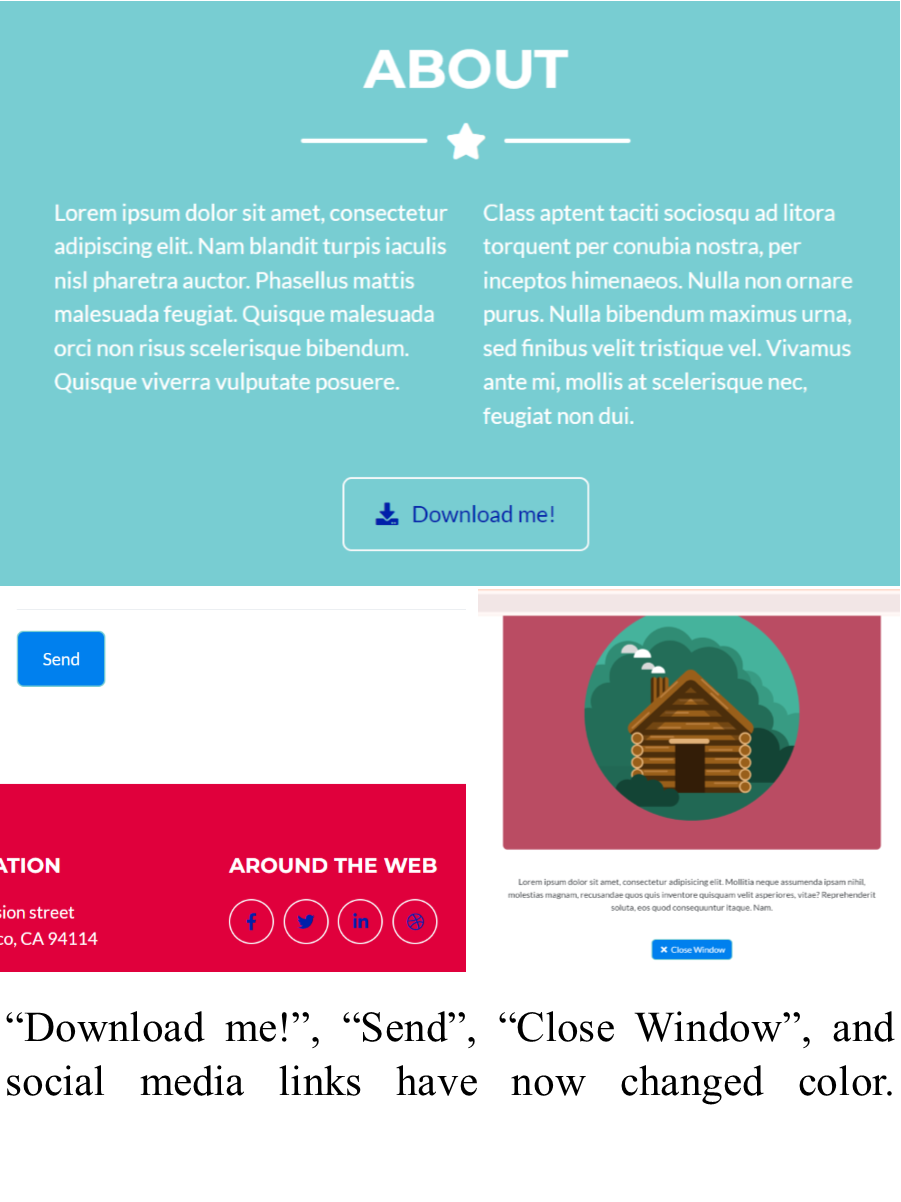 ABOUT
Lorem ipsum dolor sit amet, consectetur
adipiscing elit. Nam blandit turpis iaculis
nisl pharetra auctor. Phasellus mattis
malesuada feugiat. Quisque malesuada
orci non risus scelerisque bibendum.
Quisque viverra vulputate posuere.
Class aptent taciti sociosqu ad litora
torquent per conubia nostra, per
inceptos himenaeos. Nulla non ornare
purus. Nulla bibendum maximus urna,
sed finibus velit tristique vel. Vivamus
ante mi, mollis at scelerisque nec,
feugiat non dui.
Download me!
Send
ATION
sion street
co, CA 94114
AROUND THE WEB
f
in
Lorem ipsum dolor sit amet, consectetur adipisicing elit. Mollitia neque assumenda ipsam nihil,
molestias magnam, recusandae quos quis inventore quisquam velit asperiores, vitae? Reprehenderit
soluta, eos quod consequuntur itaque. Nam.
Close Window
“Download me!”, “Send”, “Close Window”, and
social media links have now changed color.